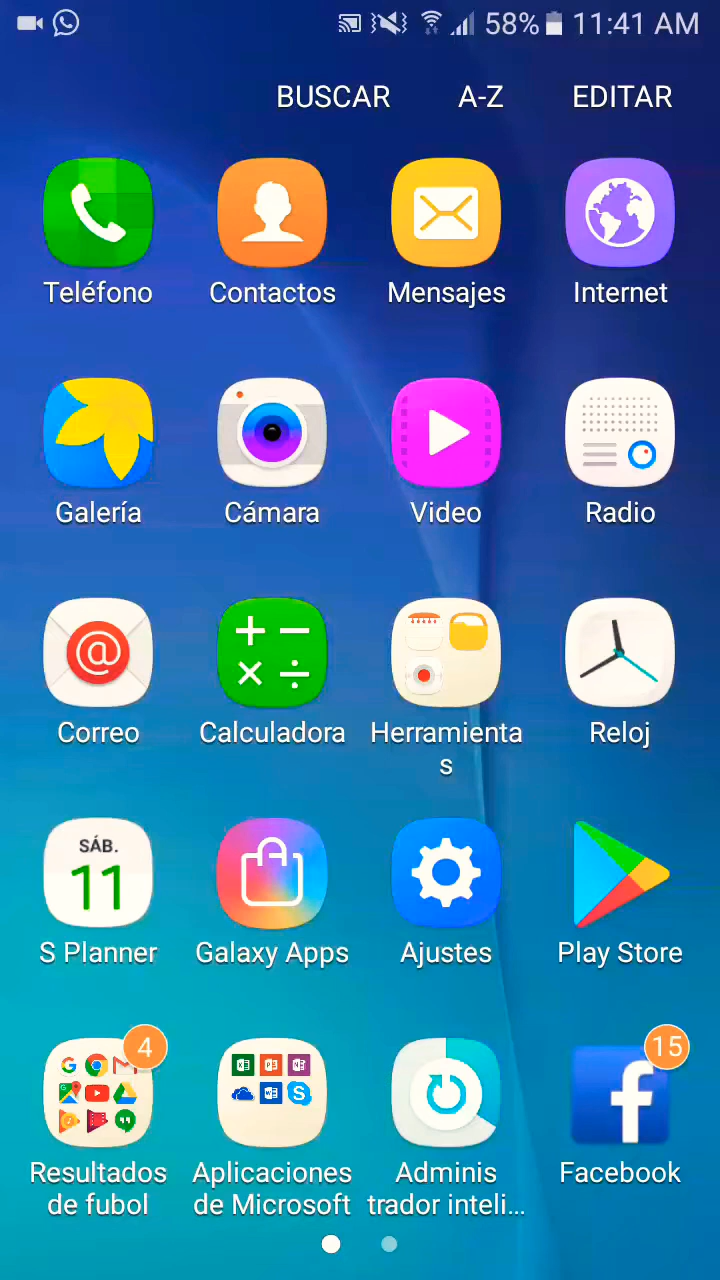 58% 11:41 AM
BUSCAR A-Z EDITAR
Teléfono Contactos Mensajes Internet
Galería Cámara Video Radio
Correo Calculadora Herramienta
s
Reloj
SÁB.
11
S Planner Galaxy Apps Ajustes Play Store
4
15
Resultados
de fubol
Aplicaciones
de Microsoft
Adminis
trador inteli...
Facebook